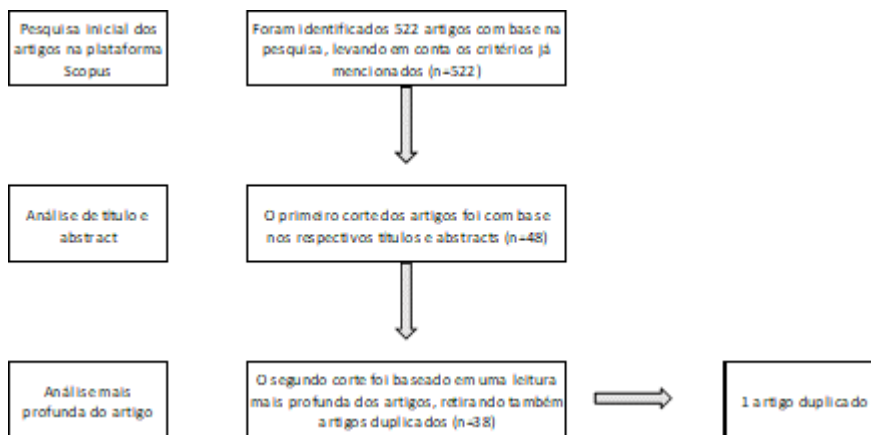 Pesquisa inicial dos
artigos na plataforma
Scopus
Foram identificados 522 artigos com base na
pesquisa, levando em conta os critérios já
mencionados (n=522)
Análise de título e
abstract
O primeiro corte dos artigos foi com base
nos respectivos títulos e abstracts (n=48)
Análise mais
profunda do artigo
O segundo corte foi baseado em uma leitura
mais profunda dos artigos, retirando também
artigos duplicados (n=38)
1 artigo duplicado